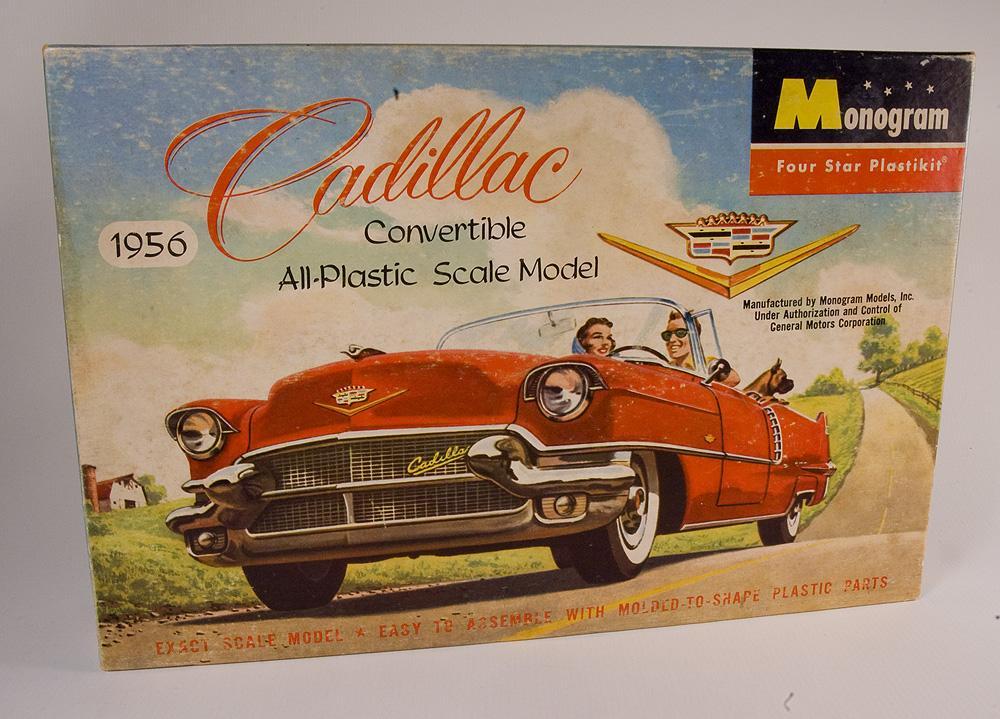 Monogram
Four Star Plastikit®
Cadillac
1956
Convertible
All-Plastic Scale Model
Manufactured by Monogram Models, Inc.
Under Authorization and Control of
General Motors Corporation
Cadillac
EXACT SCALE MODEL ★ EASY TO ASSEMBLE WITH MOLDED-TO-SHAPE PLASTIC PARTS